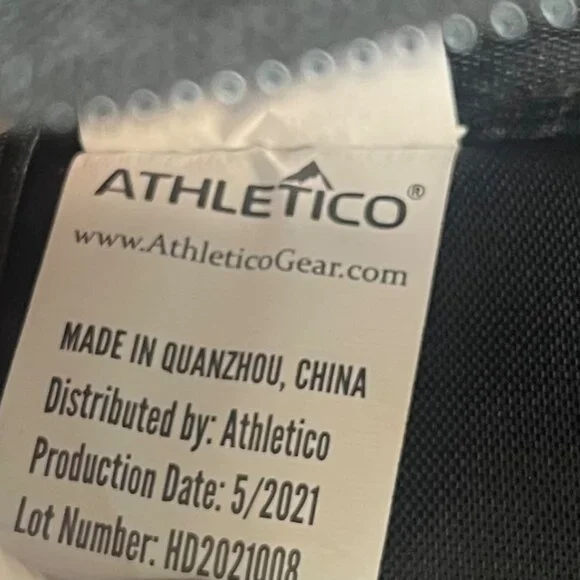 ATHLETICO®
www.AthleticoGear.com
MADE IN QUANZHOU, CHINA
Distributed by: Athletico
Production Date: 5/2021
Lot Number: HD2021008